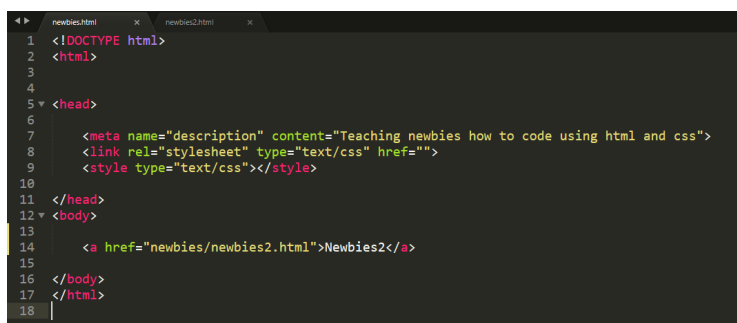 newbies.html x newbies2.html x
1 <!DOCTYPE html>
2 <html>
3
4
5 <head>
6
7 <meta name="description" content="Teaching newbies how to code using html and css">
8 <link rel="stylesheet" type="text/css" href="">
9 <style type="text/css"></style>
10
11 </head>
12 <body>
13
14 <a href="newbies/newbies2.html">Newbies2</a>
15
16 </body>
17 </html>
18